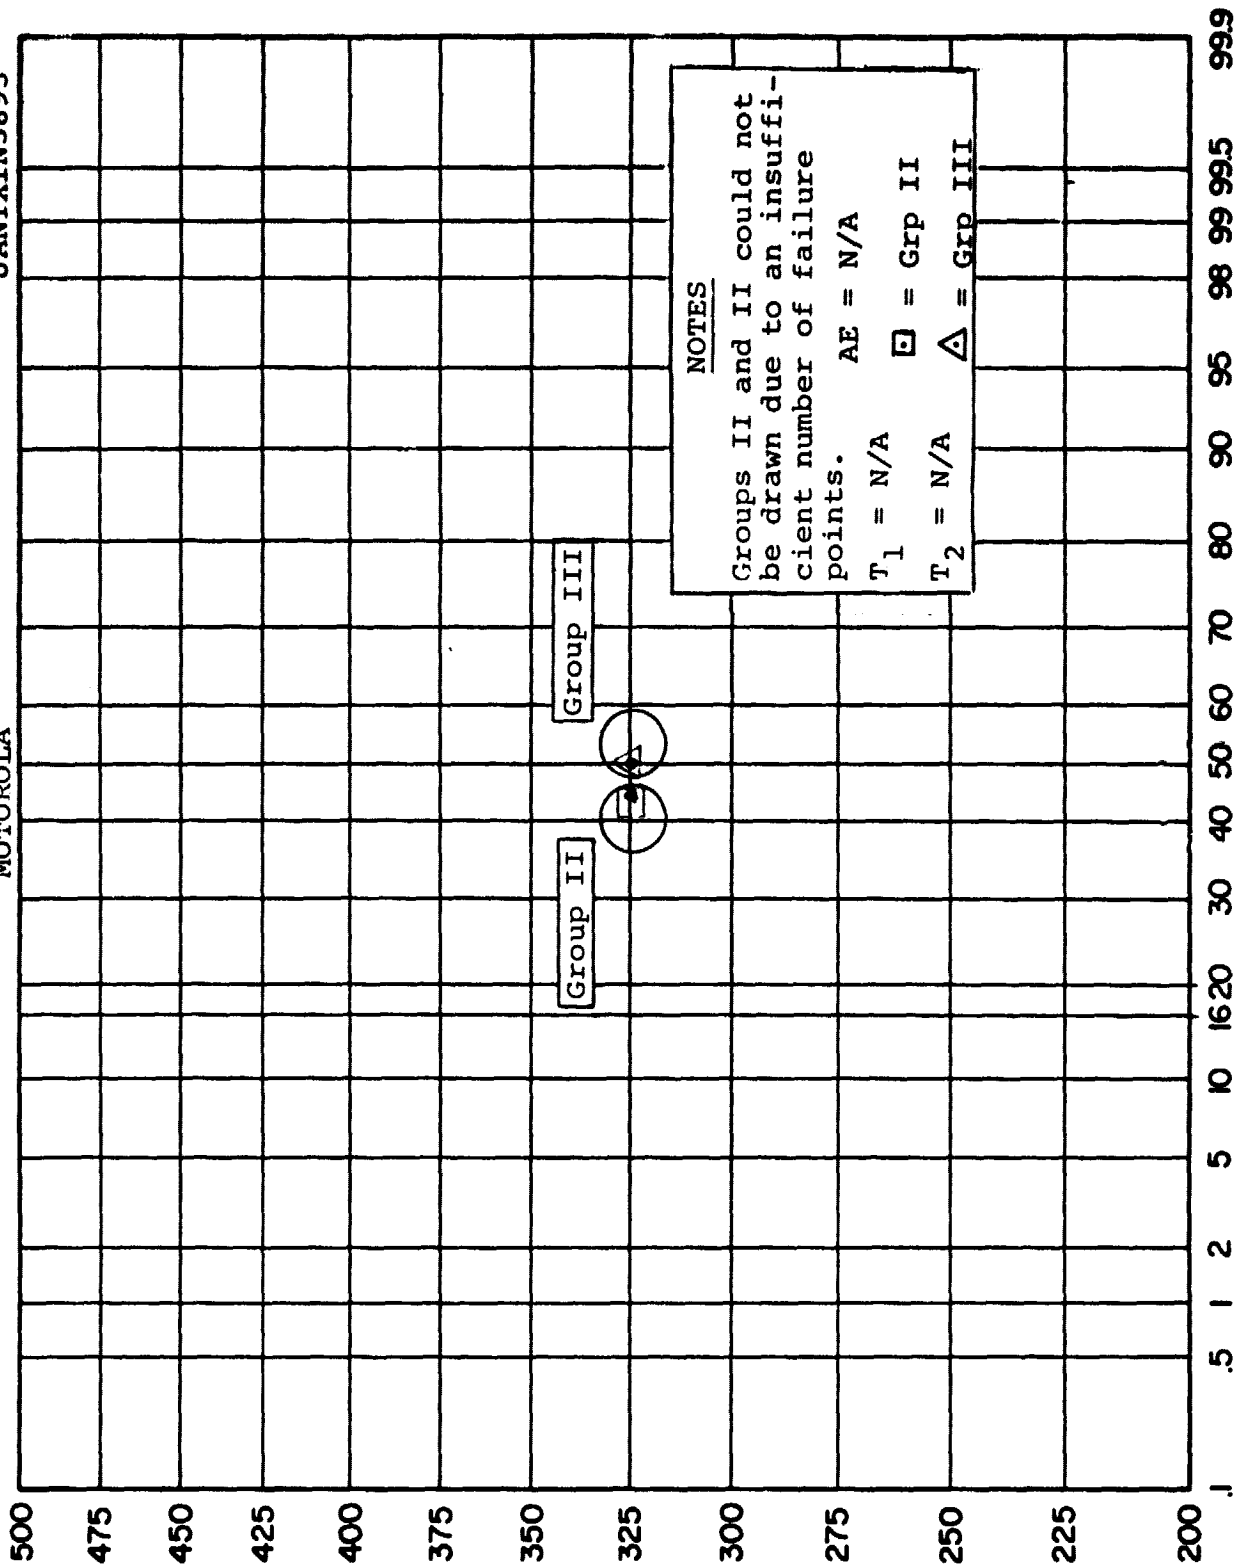 MOTOROLA
500
475
450
425
400
375
350
325
300
275
250
225
200
Group II
Group III
NOTES
Groups II and II could not
be drawn due to an insuffi-
cient number of failure
points. AE = N/A
T1 = N/A ⊡ = Grp II
T2 = N/A △ = Grp III
.1 .5 1 2 5 10 16 20 30 40 50 60 70 80 90 95 98 99 99.5 99.9